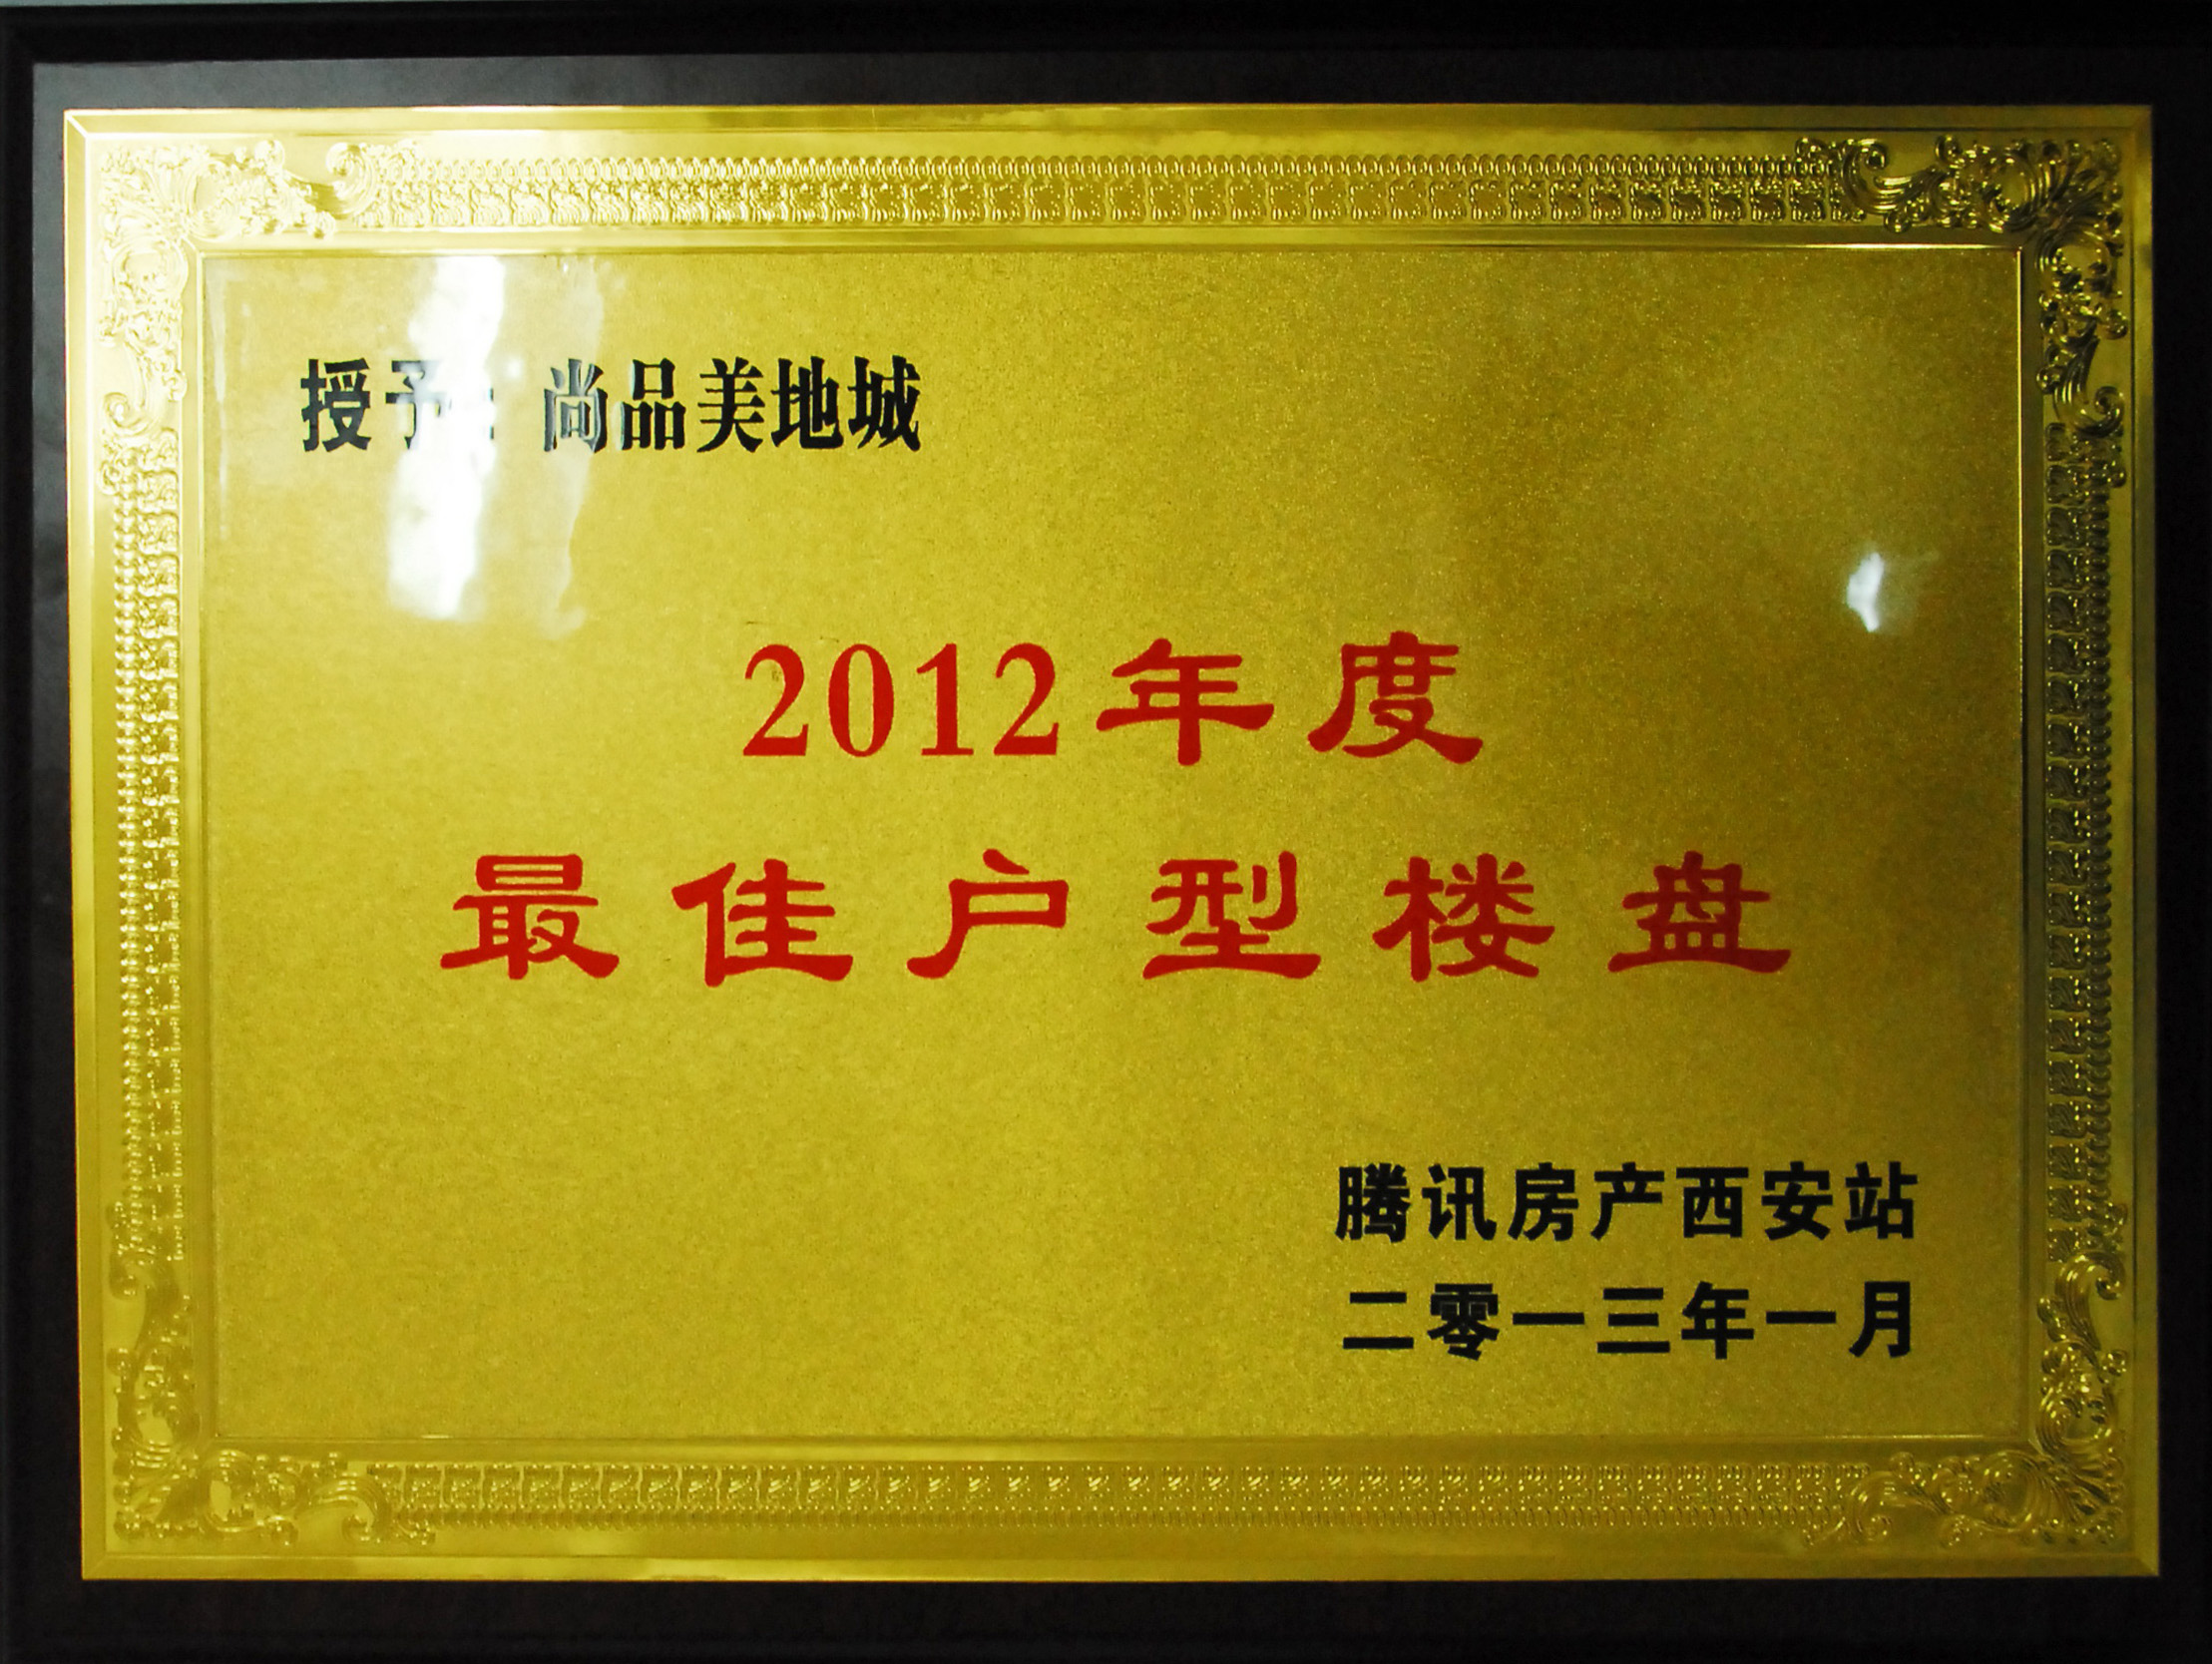 授予：尚品美地城
2012年度
最佳户型楼盘
腾讯房产西安站
二零一三年一月